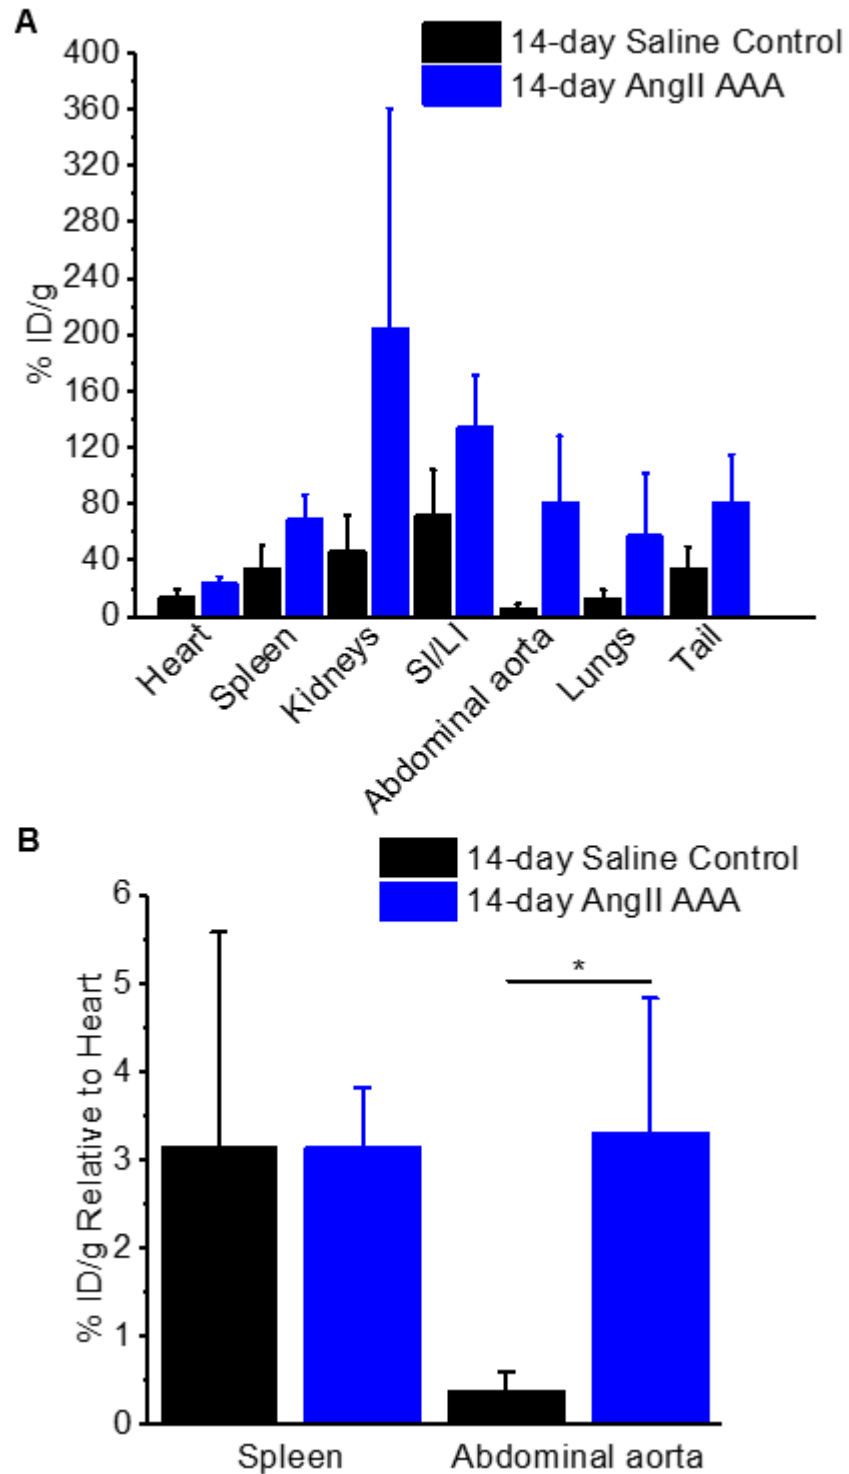 A
14-day Saline Control
14-day AngII AAA
400
360
320
280
240
200
160
120
80
40
0
% ID/g
Heart
Spleen
Kidneys
SI/LI
Abdominal aorta
Lungs
Tail
B
14-day Saline Control
14-day AngII AAA
6
5
4
3
2
1
0
*
% ID/g Relative to Heart
Spleen
Abdominal aorta